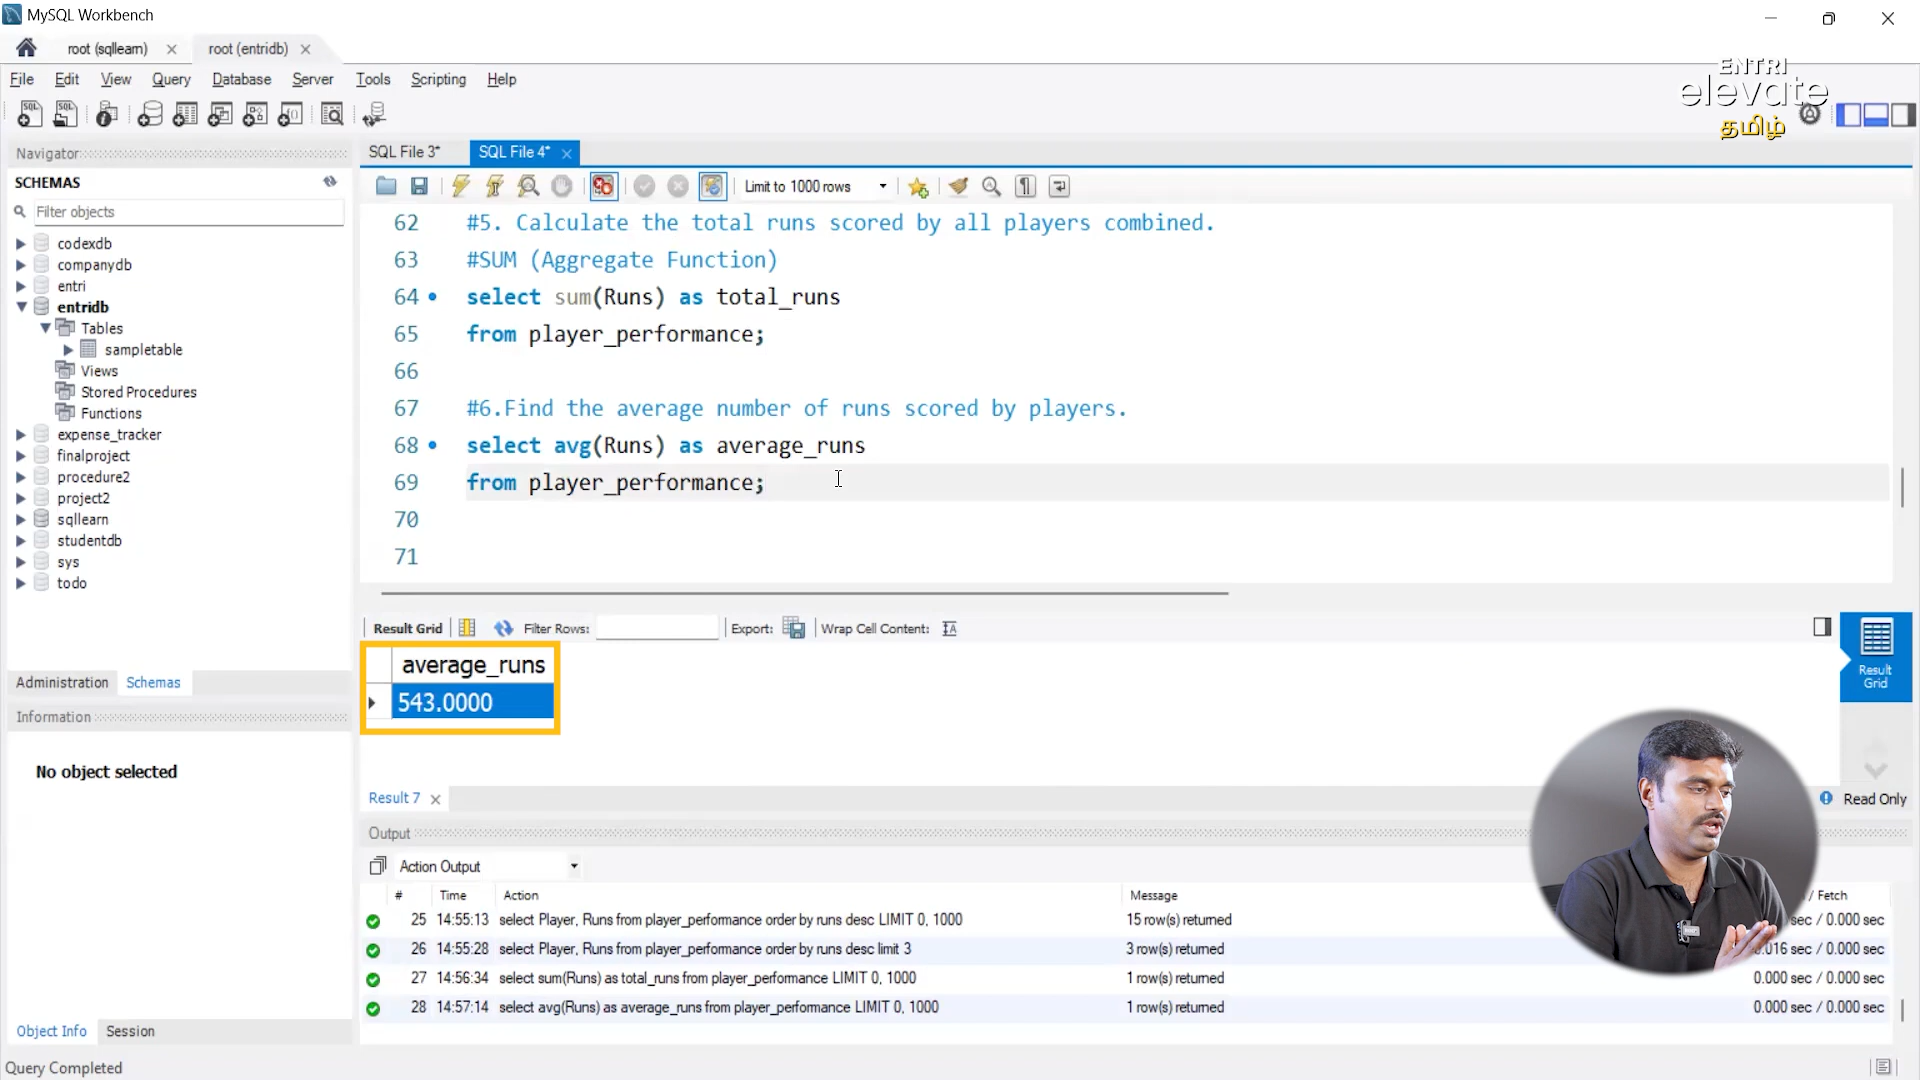 MySQL Workbench
root (sqllearn)
root (entridb)
File Edit View Query Database Server Tools Scripting Help
ENTRI
elevate
தமிழ்
Navigator
SCHEMAS
Filter objects
codexdb
companydb
entri
entridb
Tables
sampletable
Views
Stored Procedures
Functions
expense_tracker
finalproject
procedure2
project2
sqllearn
studentdb
sys
todo
Administration Schemas
Information
No object selected
Object Info Session
Query Completed
SQL File 3* SQL File 4*
Limit to 1000 rows
62 #5. Calculate the total runs scored by all players combined.
63 #SUM (Aggregate Function)
64 select sum(Runs) as total_runs
65 from player_performance;
66
67 #6.Find the average number of runs scored by players.
68 select avg(Runs) as average_runs
69 from player_performance;
70
71
Result Grid Filter Rows: Export: Wrap Cell Content:
average_runs
543.0000
Result Grid
Result 7
Read Only
Output
Action Output
# Time Action Message / Fetch
25 14:55:13 select Player, Runs from player_performance order by runs desc LIMIT 0, 1000 15 row(s) returned sec / 0.000 sec
26 14:55:28 select Player, Runs from player_performance order by runs desc limit 3 3 row(s) returned .016 sec / 0.000 sec
27 14:56:34 select sum(Runs) as total_runs from player_performance LIMIT 0, 1000 1 row(s) returned 0.000 sec / 0.000 sec
28 14:57:14 select avg(Runs) as average_runs from player_performance LIMIT 0, 1000 1 row(s) returned 0.000 sec / 0.000 sec